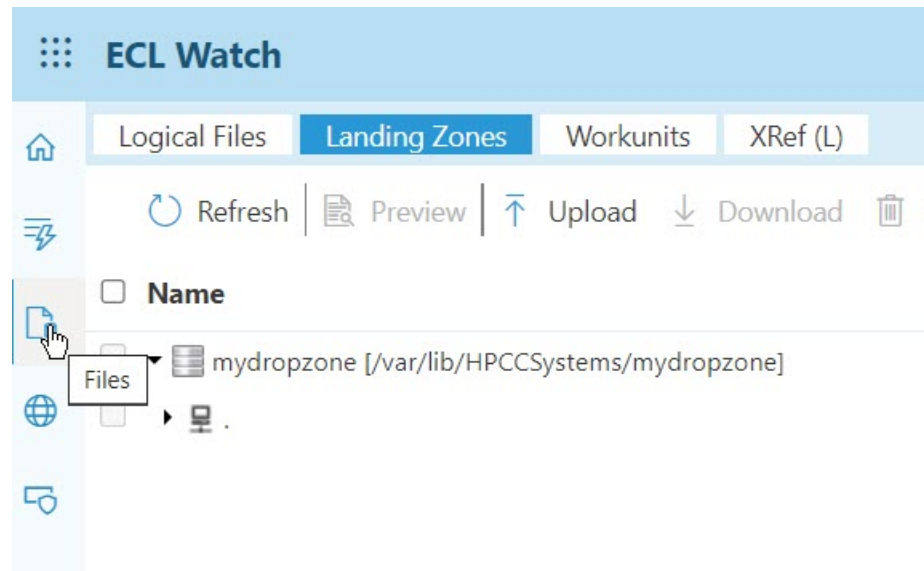 ECL Watch
Logical Files Landing Zones Workunits XRef (L)
Refresh Preview Upload Download
Name
mydropzone [/var/lib/HPCCSystems/mydropzone]
Files
.